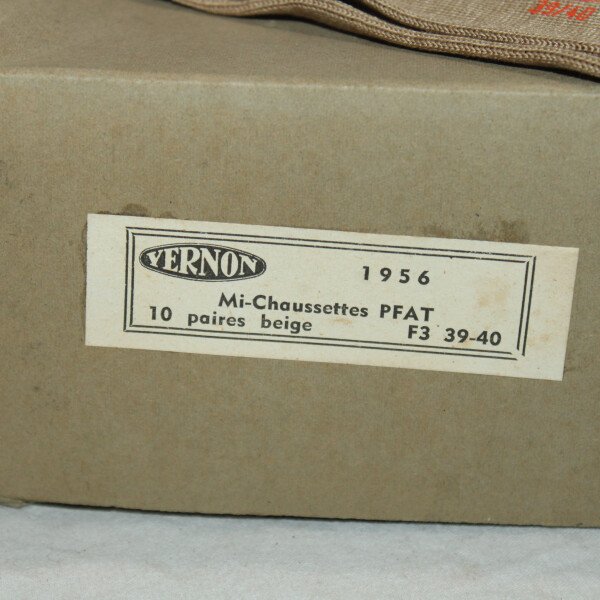 VERNON 1956
Mi-Chaussettes PFAT
10 paires beige F3 39-40